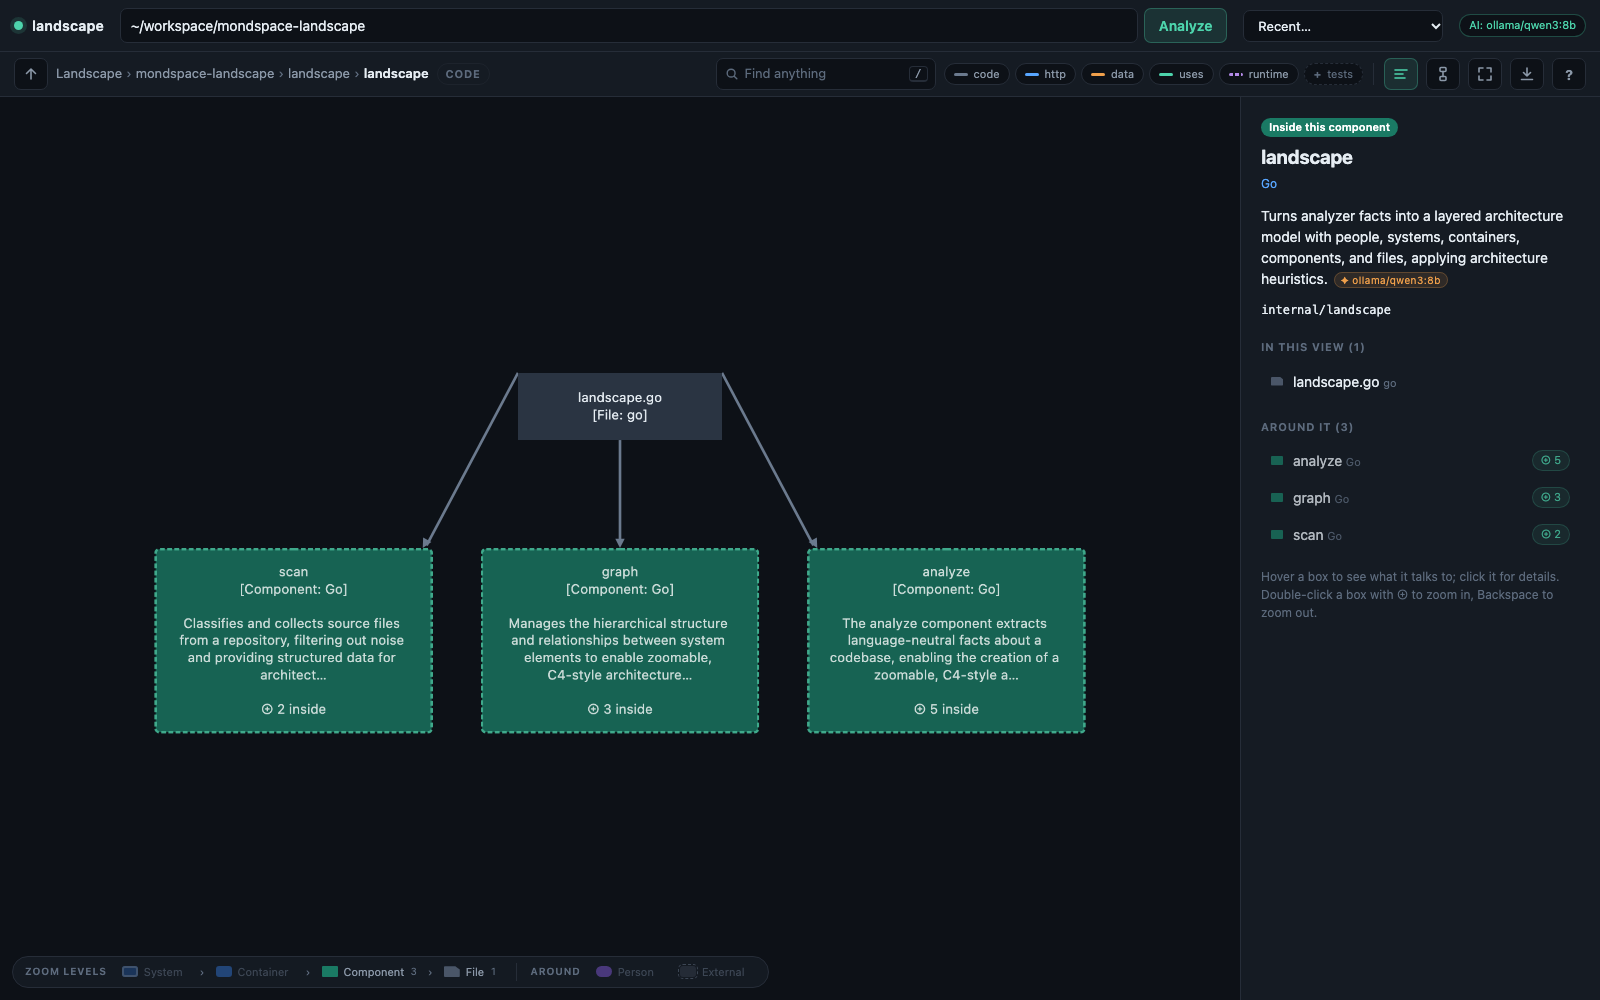 landscape
~/workspace/mondspace-landscape
Analyze
Recent...
AI: ollama/qwen3:8b
Landscape › mondspace-landscape › landscape › landscape CODE
Find anything /
code
http
data
uses
runtime
+ tests
?
Inside this component
landscape
Go
Turns analyzer facts into a layered architecture
model with people, systems, containers,
components, and files, applying architecture
heuristics. ✦ ollama/qwen3:8b
internal/landscape
IN THIS VIEW (1)
landscape.go go
AROUND IT (3)
analyze Go ⊕ 5
graph Go ⊕ 3
scan Go ⊕ 2
Hover a box to see what it talks to; click it for details.
Double-click a box with ⊕ to zoom in, Backspace to
zoom out.
landscape.go
[File: go]
scan
[Component: Go]
Classifies and collects source files
from a repository, filtering out noise
and providing structured data for
architect...
⊕ 2 inside
graph
[Component: Go]
Manages the hierarchical structure
and relationships between system
elements to enable zoomable,
C4-style architecture...
⊕ 3 inside
analyze
[Component: Go]
The analyze component extracts
language-neutral facts about a
codebase, enabling the creation of a
zoomable, C4-style a...
⊕ 5 inside
ZOOM LEVELS System › Container › Component 3 › File 1 AROUND Person External